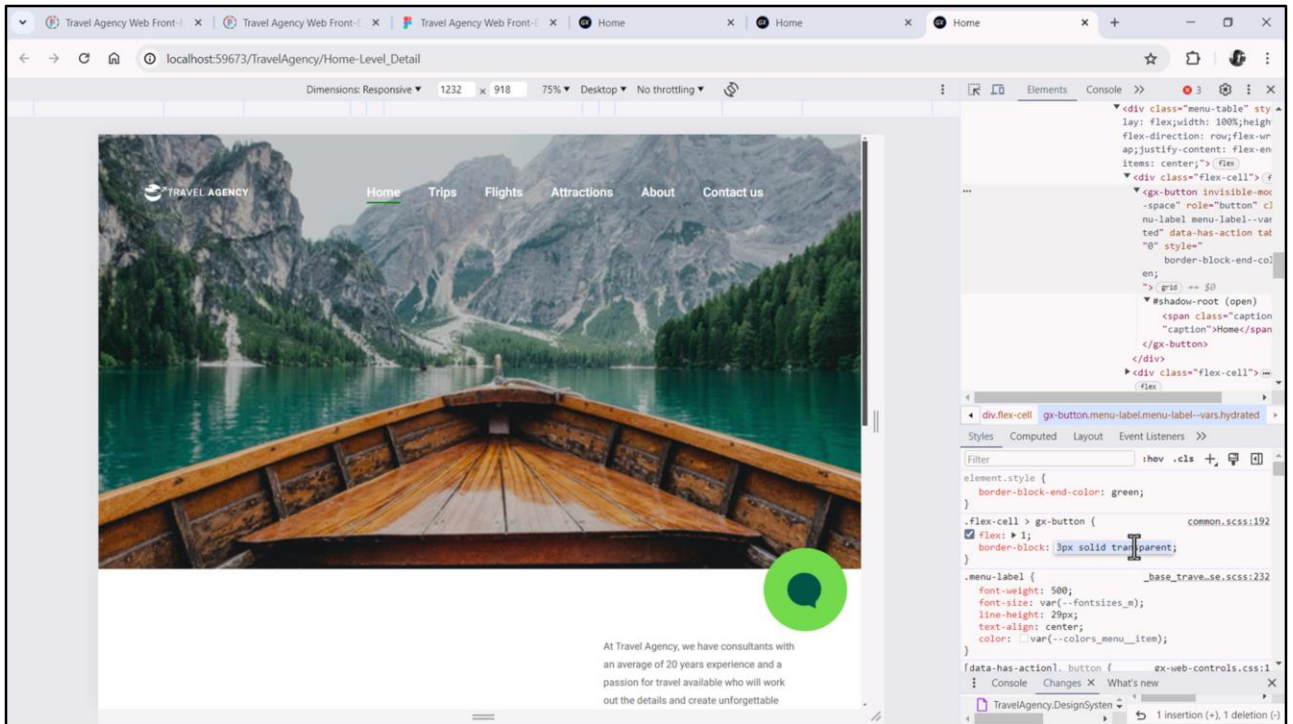 Travel Agency Web Front-
Travel Agency Web Front-E
Travel Agency Web Front-E
Home
Home
Home
localhost:59673/TravelAgency/Home-Level_Detail
Dimensions: Responsive
1232 x 918
75%
Desktop
No throttling
Elements
Console
3
TRAVEL AGENCY
Home
Trips
Flights
Attractions
About
Contact us
At Travel Agency, we have consultants with
an average of 20 years experience and a
passion for travel available who will work
out the details and create unforgettable
<div class="menu-table" sty
lay: flex;width: 100%;heigh
flex-direction: row;flex-wr
ap;justify-content: flex-en
items: center;"> flex
<div class="flex-cell">
<gx-button invisible-mod
-space" role="button" cl
nu-label menu-label--var
ted" data-has-action tab
"0" style="
border-block-end-col
en;
"> grid == $0
#shadow-root (open)
<span class="caption
"caption">Home</span
</gx-button>
</div>
<div class="flex-cell">
flex
div.flex-cell
gx-button.menu-label.menu-label--vars.hydrated
Styles
Computed
Layout
Event Listeners
Filter
:hov
.cls
element.style {
border-block-end-color: green;
}
.flex-cell > gx-button {
common.scss:192
flex: 1;
border-block: 3px solid transparent;
}
.menu-label {
_base_trave…se.scss:232
font-weight: 500;
font-size: var(--fontsizes_m);
line-height: 29px;
text-align: center;
color: var(--colors_menu__item);
}
[data-has-action], button {
gx-web-controls.css:1
Console
Changes
What's new
TravelAgency.DesignSystem
1 insertion (+), 1 deletion (-)